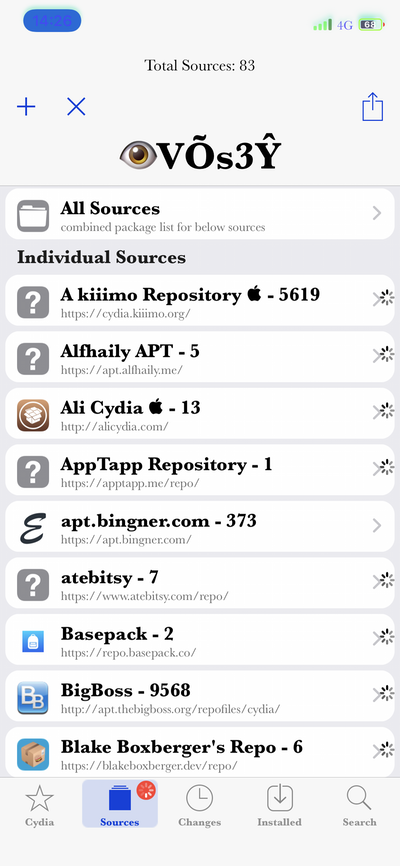 14:26
4G
68
Total Sources: 83
VÕs3Ŷ
All Sources
combined package list for below sources
Individual Sources
A kiiimo Repository  - 5619
https://cydia.kiiimo.org/
Alfhaily APT - 5
https://apt.alfhaily.me/
Ali Cydia  - 13
http://alicydia.com/
AppTapp Repository - 1
https://apptapp.me/repo/
apt.bingner.com - 373
https://apt.bingner.com/
atebitsy - 7
https://www.atebitsy.com/repo/
Basepack - 2
https://repo.basepack.co/
BigBoss - 9568
http://apt.thebigboss.org/repofiles/cydia/
Blake Boxberger's Repo - 6
https://blakeboxberger.dev/repo/
Cydia
Sources
Changes
Installed
Search